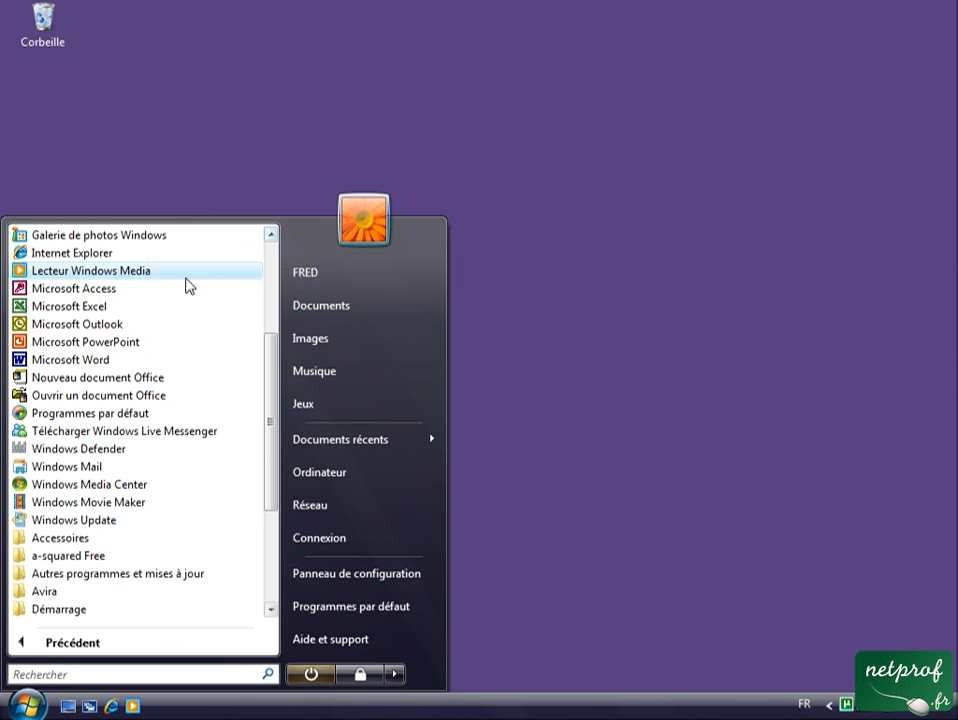 Corbeille
Galerie de photos Windows
Internet Explorer
Lecteur Windows Media
Microsoft Access
Microsoft Excel
Microsoft Outlook
Microsoft PowerPoint
Microsoft Word
Nouveau document Office
Ouvrir un document Office
Programmes par défaut
Télécharger Windows Live Messenger
Windows Defender
Windows Mail
Windows Media Center
Windows Movie Maker
Windows Update
Accessoires
a-squared Free
Autres programmes et mises à jour
Avira
Démarrage
Précédent
Rechercher
FRED
Documents
Images
Musique
Jeux
Documents récents
Ordinateur
Réseau
Connexion
Panneau de configuration
Programmes par défaut
Aide et support
FR
netprof
.fr